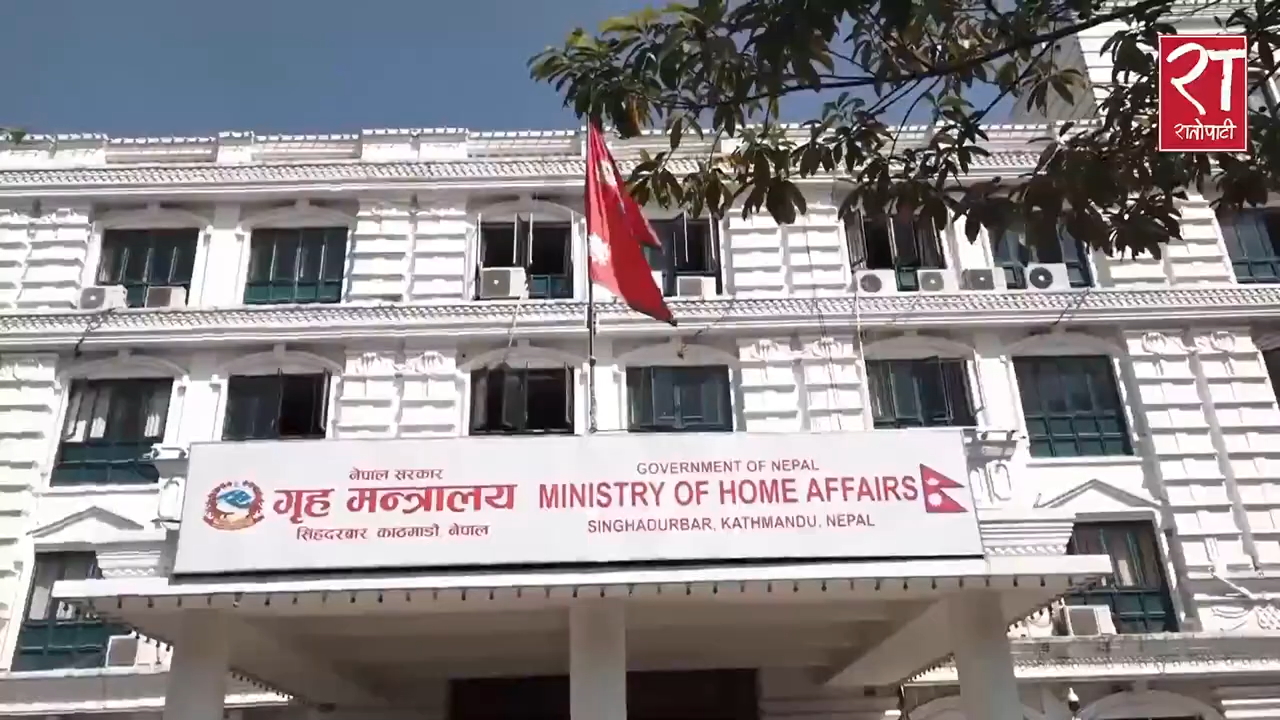 नेपाल सरकार
गृह मन्त्रालय
सिंहदरबार काठमाडौं, नेपाल
GOVERNMENT OF NEPAL
MINISTRY OF HOME AFFAIRS
SINGHADURBAR, KATHMANDU, NEPAL
रा
रातोपाटी